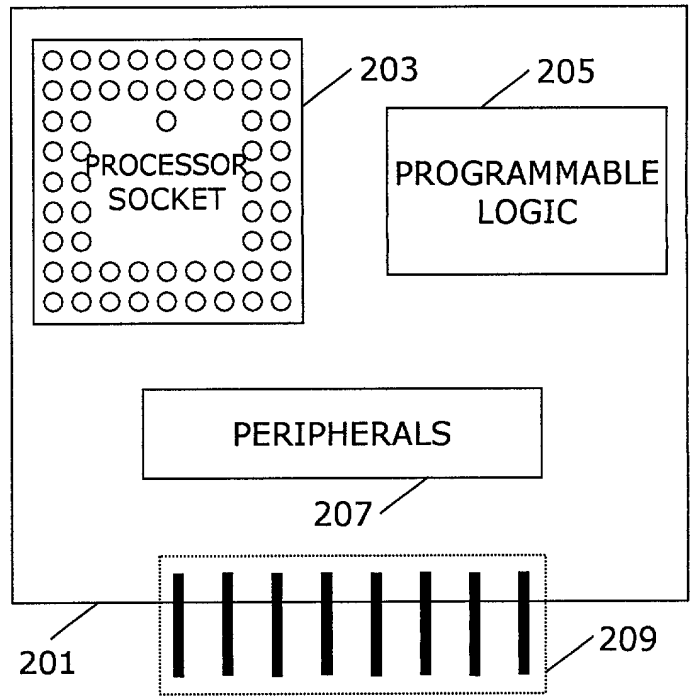 203
205
PROCESSOR
SOCKET
PROGRAMMABLE
LOGIC
PERIPHERALS
207
201
209